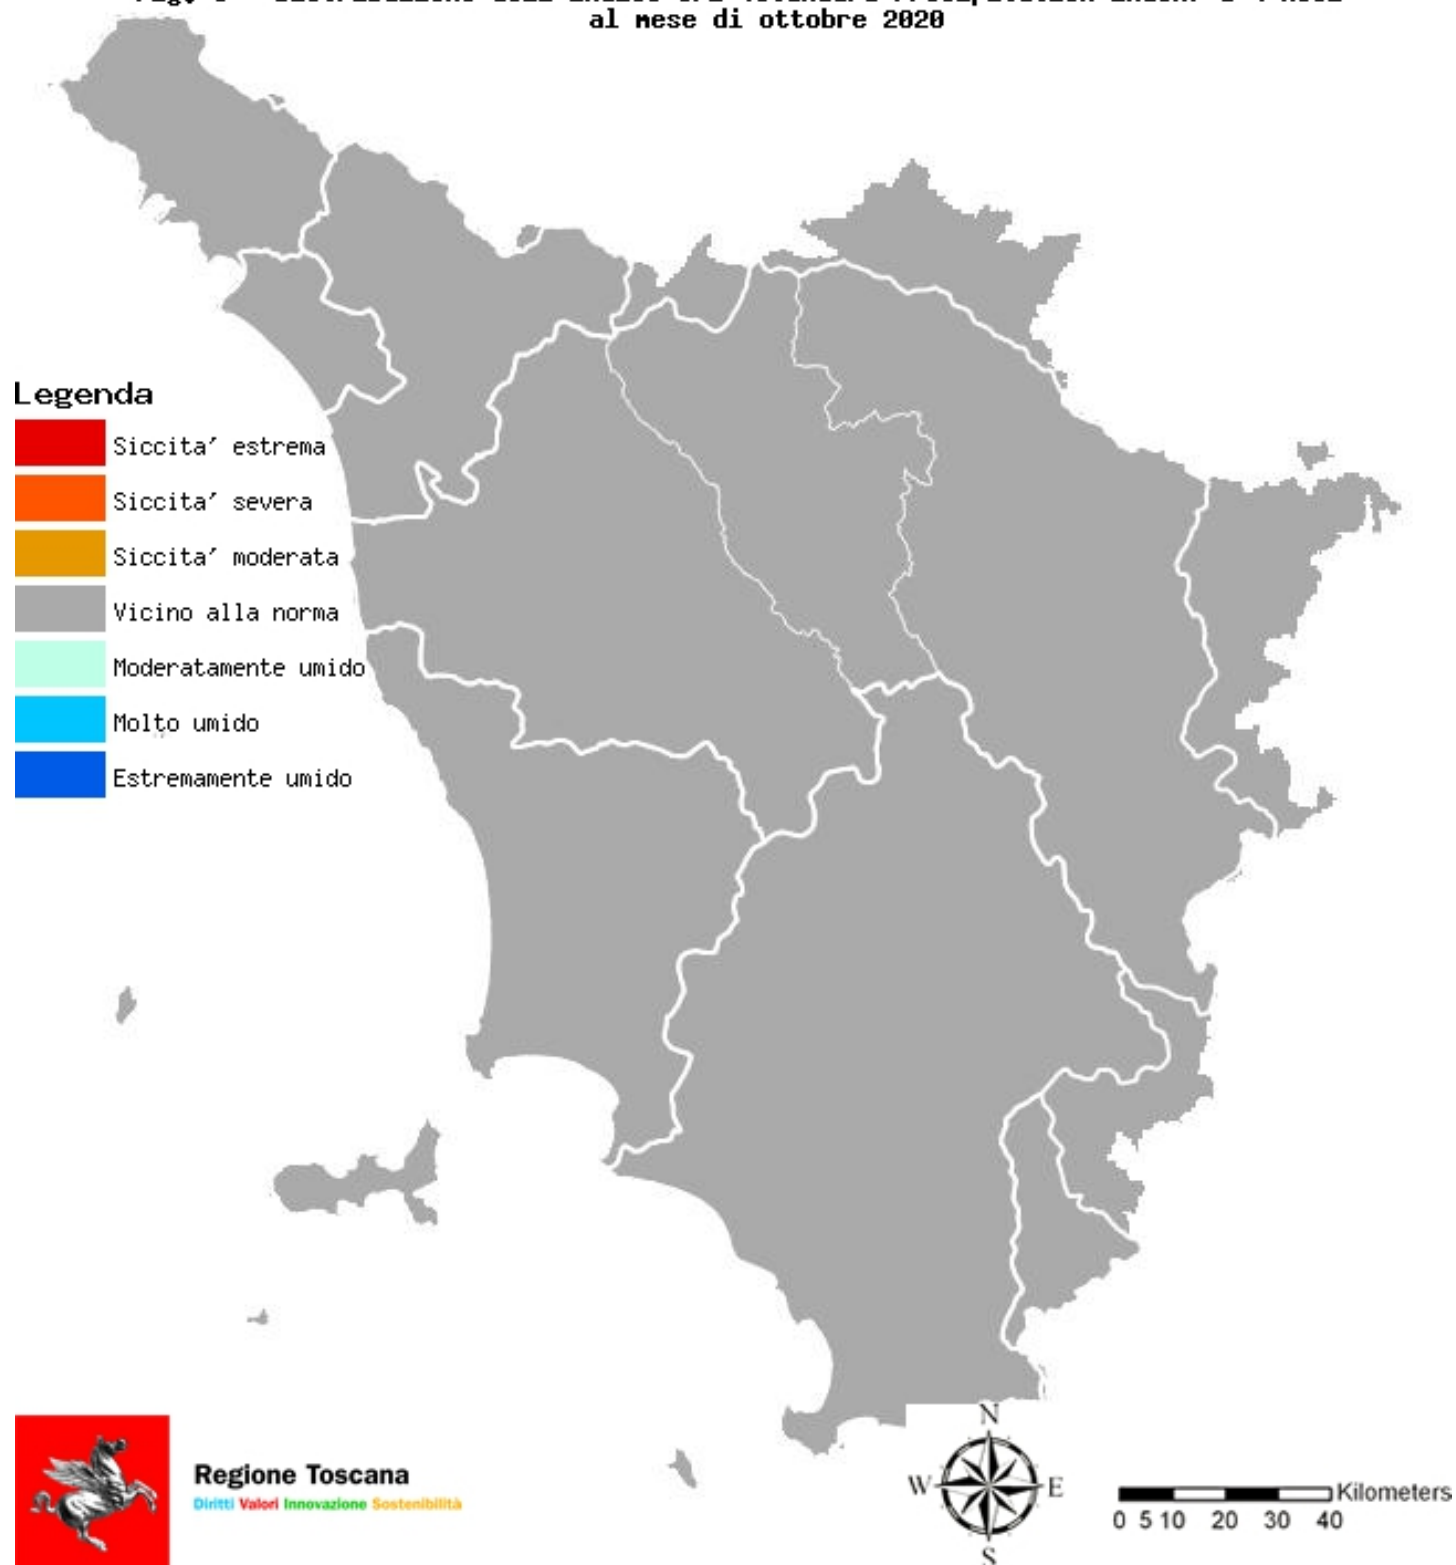 al mese di ottobre 2020
Legenda
Siccita' estrema
Siccita' severa
Siccita' moderata
Vicino alla norma
Moderatamente umido
Molto umido
Estremamente umido
Regione Toscana
Diritti Valori Innovazione Sostenibilità
N
W E
S
Kilometers
0 5 10 20 30 40